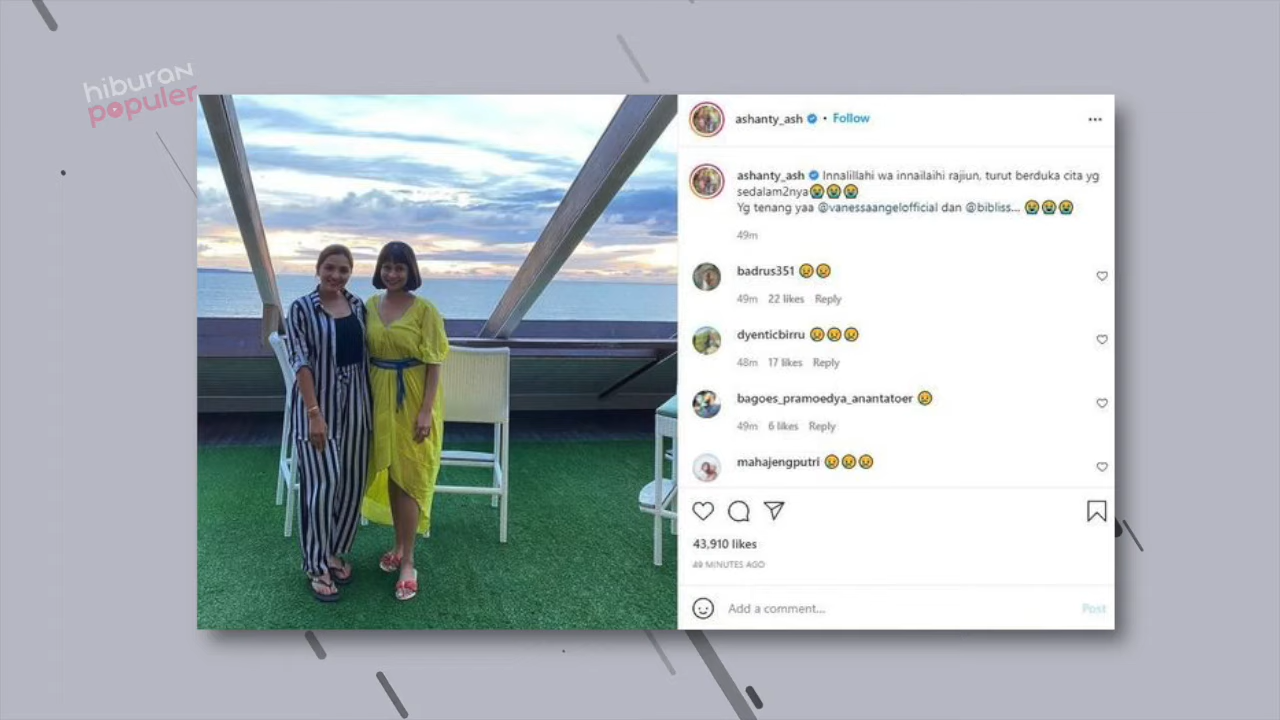 hiburan
populer
ashanty_ash • Follow
ashanty_ash Innalillahi wa innailaihi rajiun, turut berduka cita yg
sedalam2nya😭😭😭
Yg tenang yaa @vanessaangelofficial dan @bibliss... 😭😭😭
49m
badrus351 😢😢
49m 22 likes Reply
dyenticbirru 😢😢😢
48m 17 likes Reply
bagoes_pramoedya_anantatoer 😢
49m 6 likes Reply
mahajengputri 😢😢😢
43,910 likes
49 MINUTES AGO
Add a comment... Post